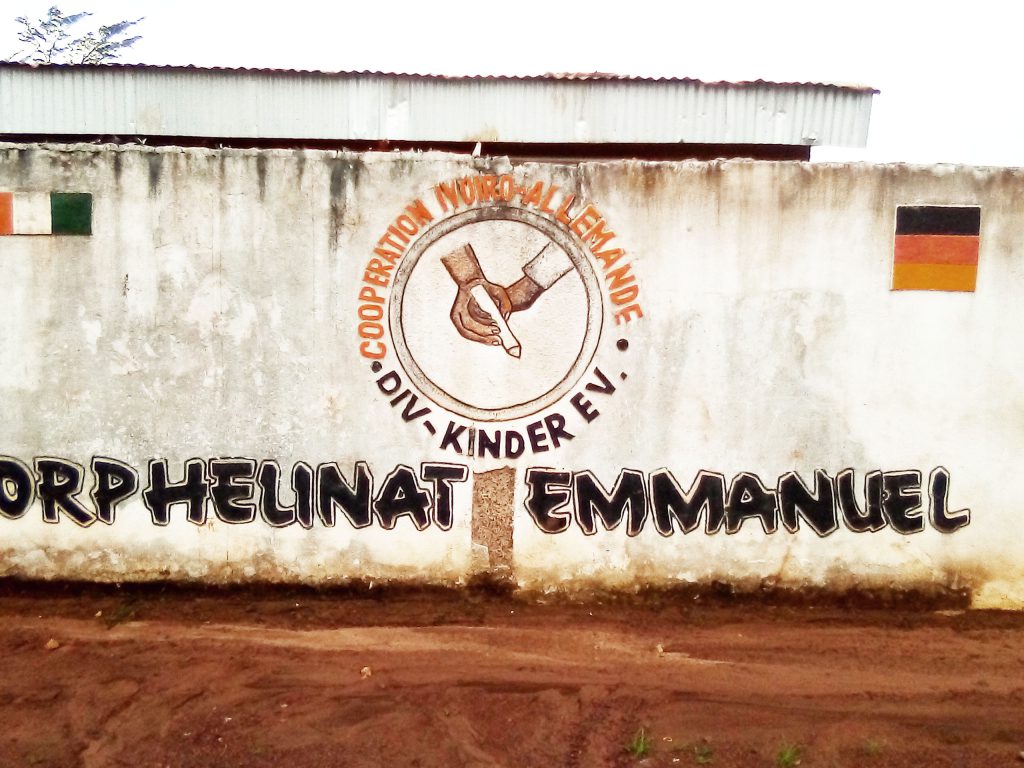 COOPERATION IVOIRO-ALLEMANDE
• DIV-KINDER EV. •
ORPHELINAT EMMANUEL